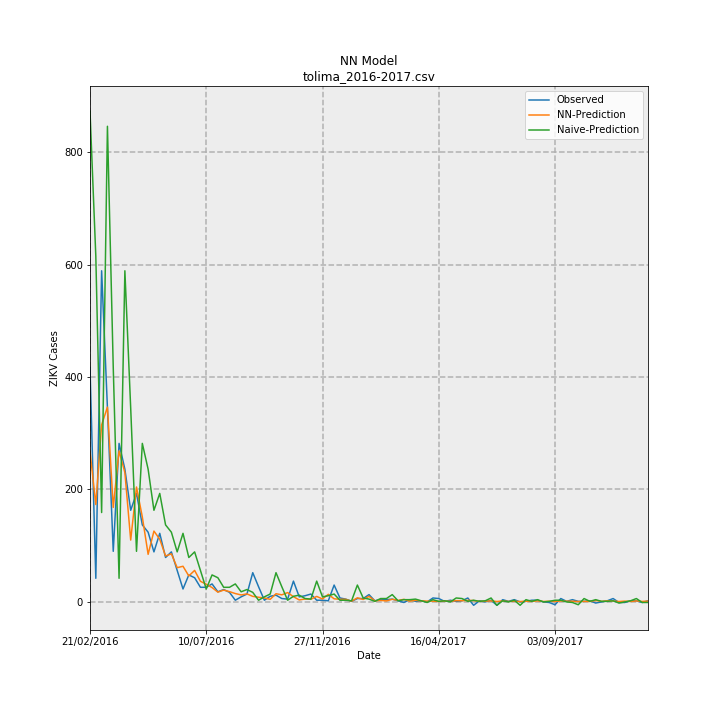 NN Model
tolima_2016-2017.csv
Observed
NN-Prediction
Naive-Prediction
800
600
400
200
0
ZIKV Cases
21/02/2016
10/07/2016
27/11/2016
16/04/2017
03/09/2017
Date